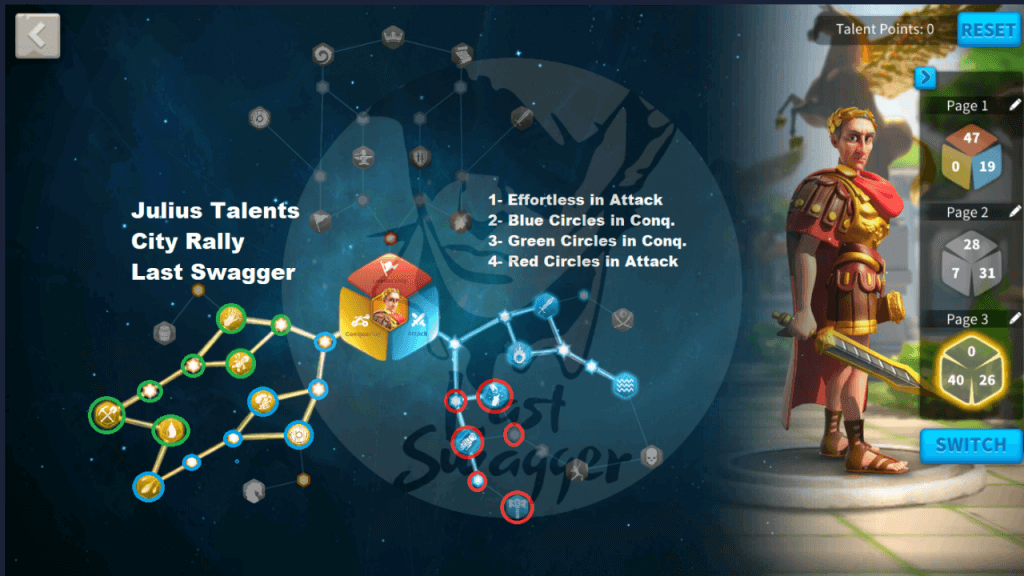 Talent Points: 0
RESET
Julius Talents
City Rally
Last Swagger
1- Effortless in Attack
2- Blue Circles in Conq.
3- Green Circles in Conq.
4- Red Circles in Attack
Attack
Last
Swagger
Page 1
47
0 19
Page 2
28
7 31
Page 3
0
40 26
SWITCH